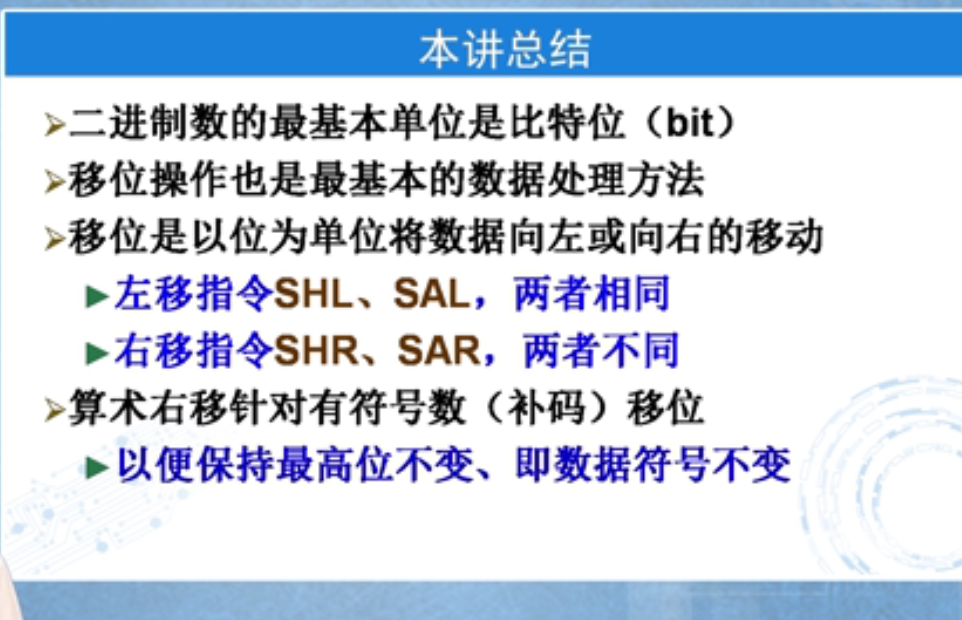 本讲总结
➢二进制数的最基本单位是比特位（bit）
➢移位操作也是最基本的数据处理方法
➢移位是以位为单位将数据向左或向右的移动
▶左移指令SHL、SAL，两者相同
▶右移指令SHR、SAR，两者不同
➢算术右移针对有符号数（补码）移位
▶以便保持最高位不变、即数据符号不变